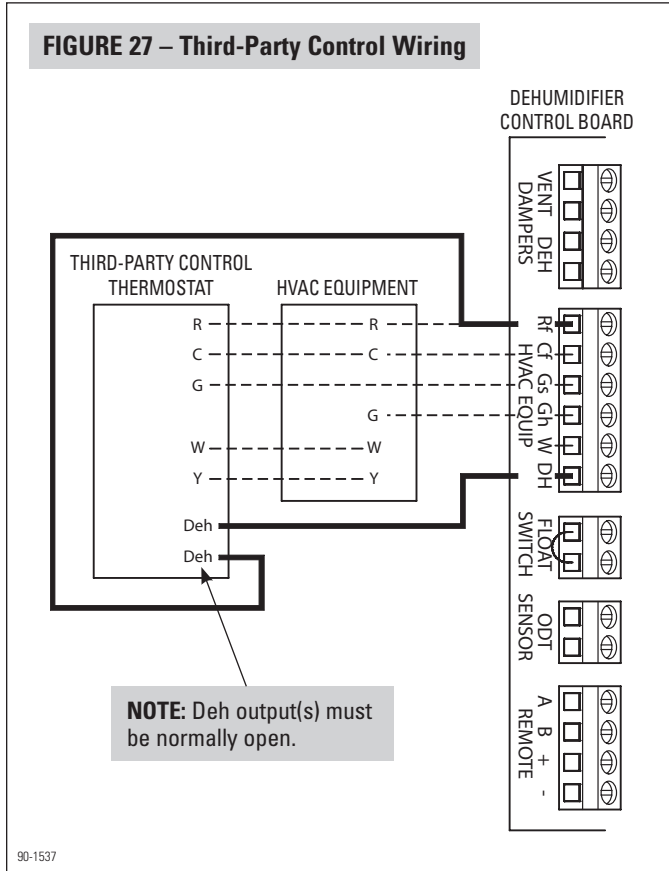 FIGURE 27 – Third-Party Control Wiring
DEHUMIDIFIER
CONTROL BOARD
VENT DEH
DAMPERS
THIRD-PARTY CONTROL
THERMOSTAT
HVAC EQUIPMENT
R
R
C
C
G
G
W
W
Y
Y
Deh
Deh
Rf Cf Gs Gh W DH
HVAC EQUIP
FLOAT
SWITCH
ODT
SENSOR
A B + -
REMOTE
NOTE: Deh output(s) must
be normally open.
90-1537